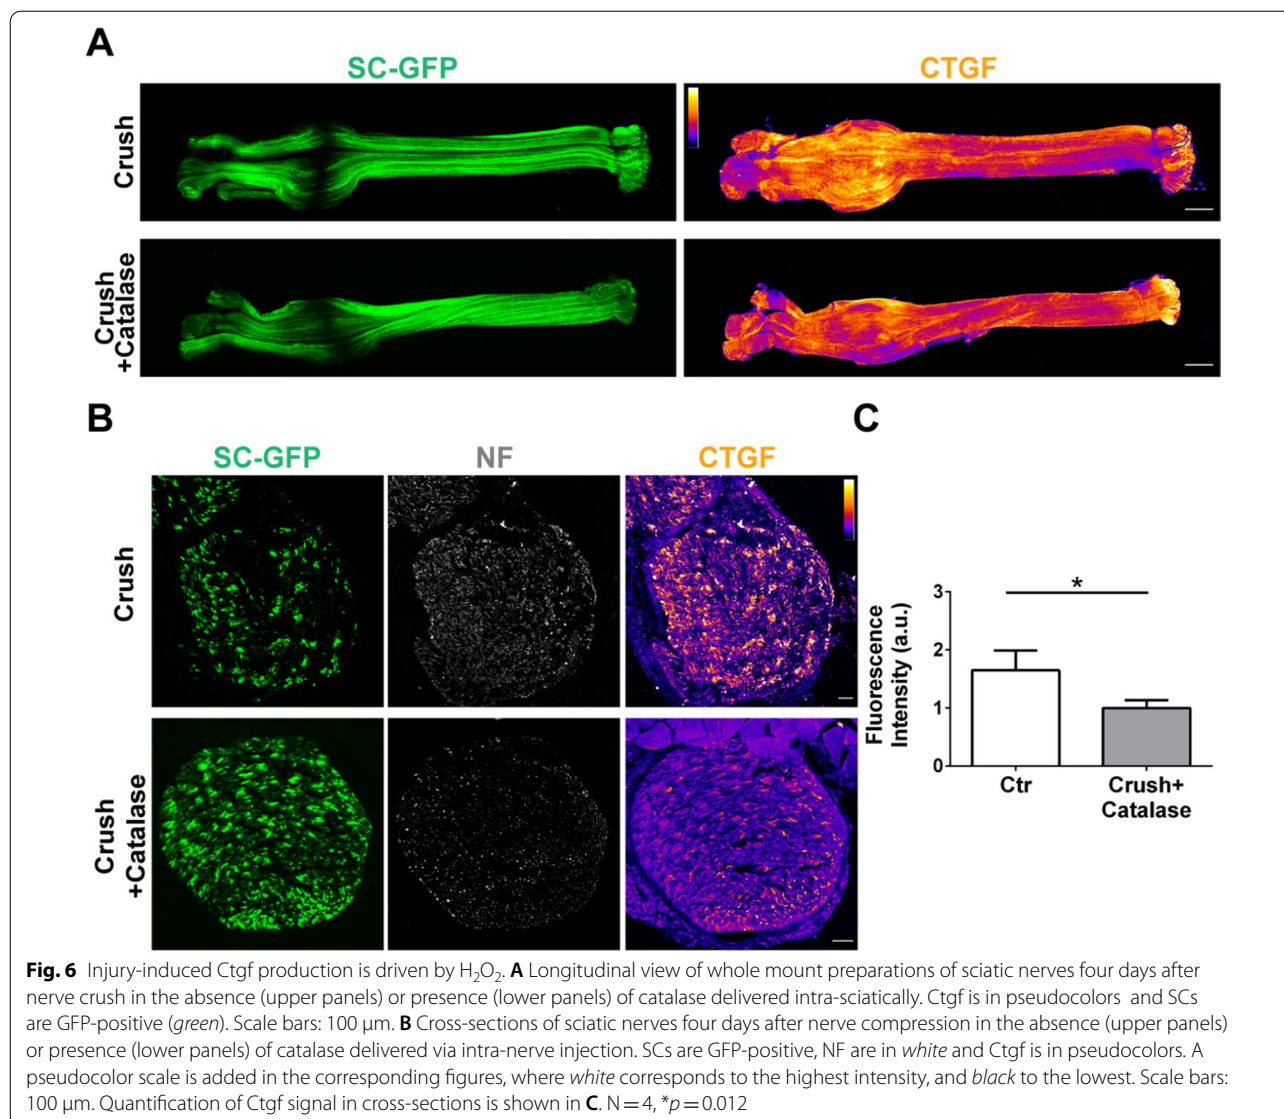 A
SC-GFP
CTGF
Crush
Crush
+Catalase
B
SC-GFP
NF
CTGF
Crush
Crush
+Catalase
C
Fluorescence
Intensity (a.u.)
3
2
1
0
*
Ctr
Crush+
Catalase
Fig. 6 Injury-induced Ctgf production is driven by H₂O₂. A Longitudinal view of whole mount preparations of sciatic nerves four days after
nerve crush in the absence (upper panels) or presence (lower panels) of catalase delivered intra-sciatically. Ctgf is in pseudocolors and SCs
are GFP-positive (green). Scale bars: 100 µm. B Cross-sections of sciatic nerves four days after nerve compression in the absence (upper panels)
or presence (lower panels) of catalase delivered via intra-nerve injection. SCs are GFP-positive, NF are in white and Ctgf is in pseudocolors. A
pseudocolor scale is added in the corresponding figures, where white corresponds to the highest intensity, and black to the lowest. Scale bars:
100 µm. Quantification of Ctgf signal in cross-sections is shown in C. N = 4, *p = 0.012